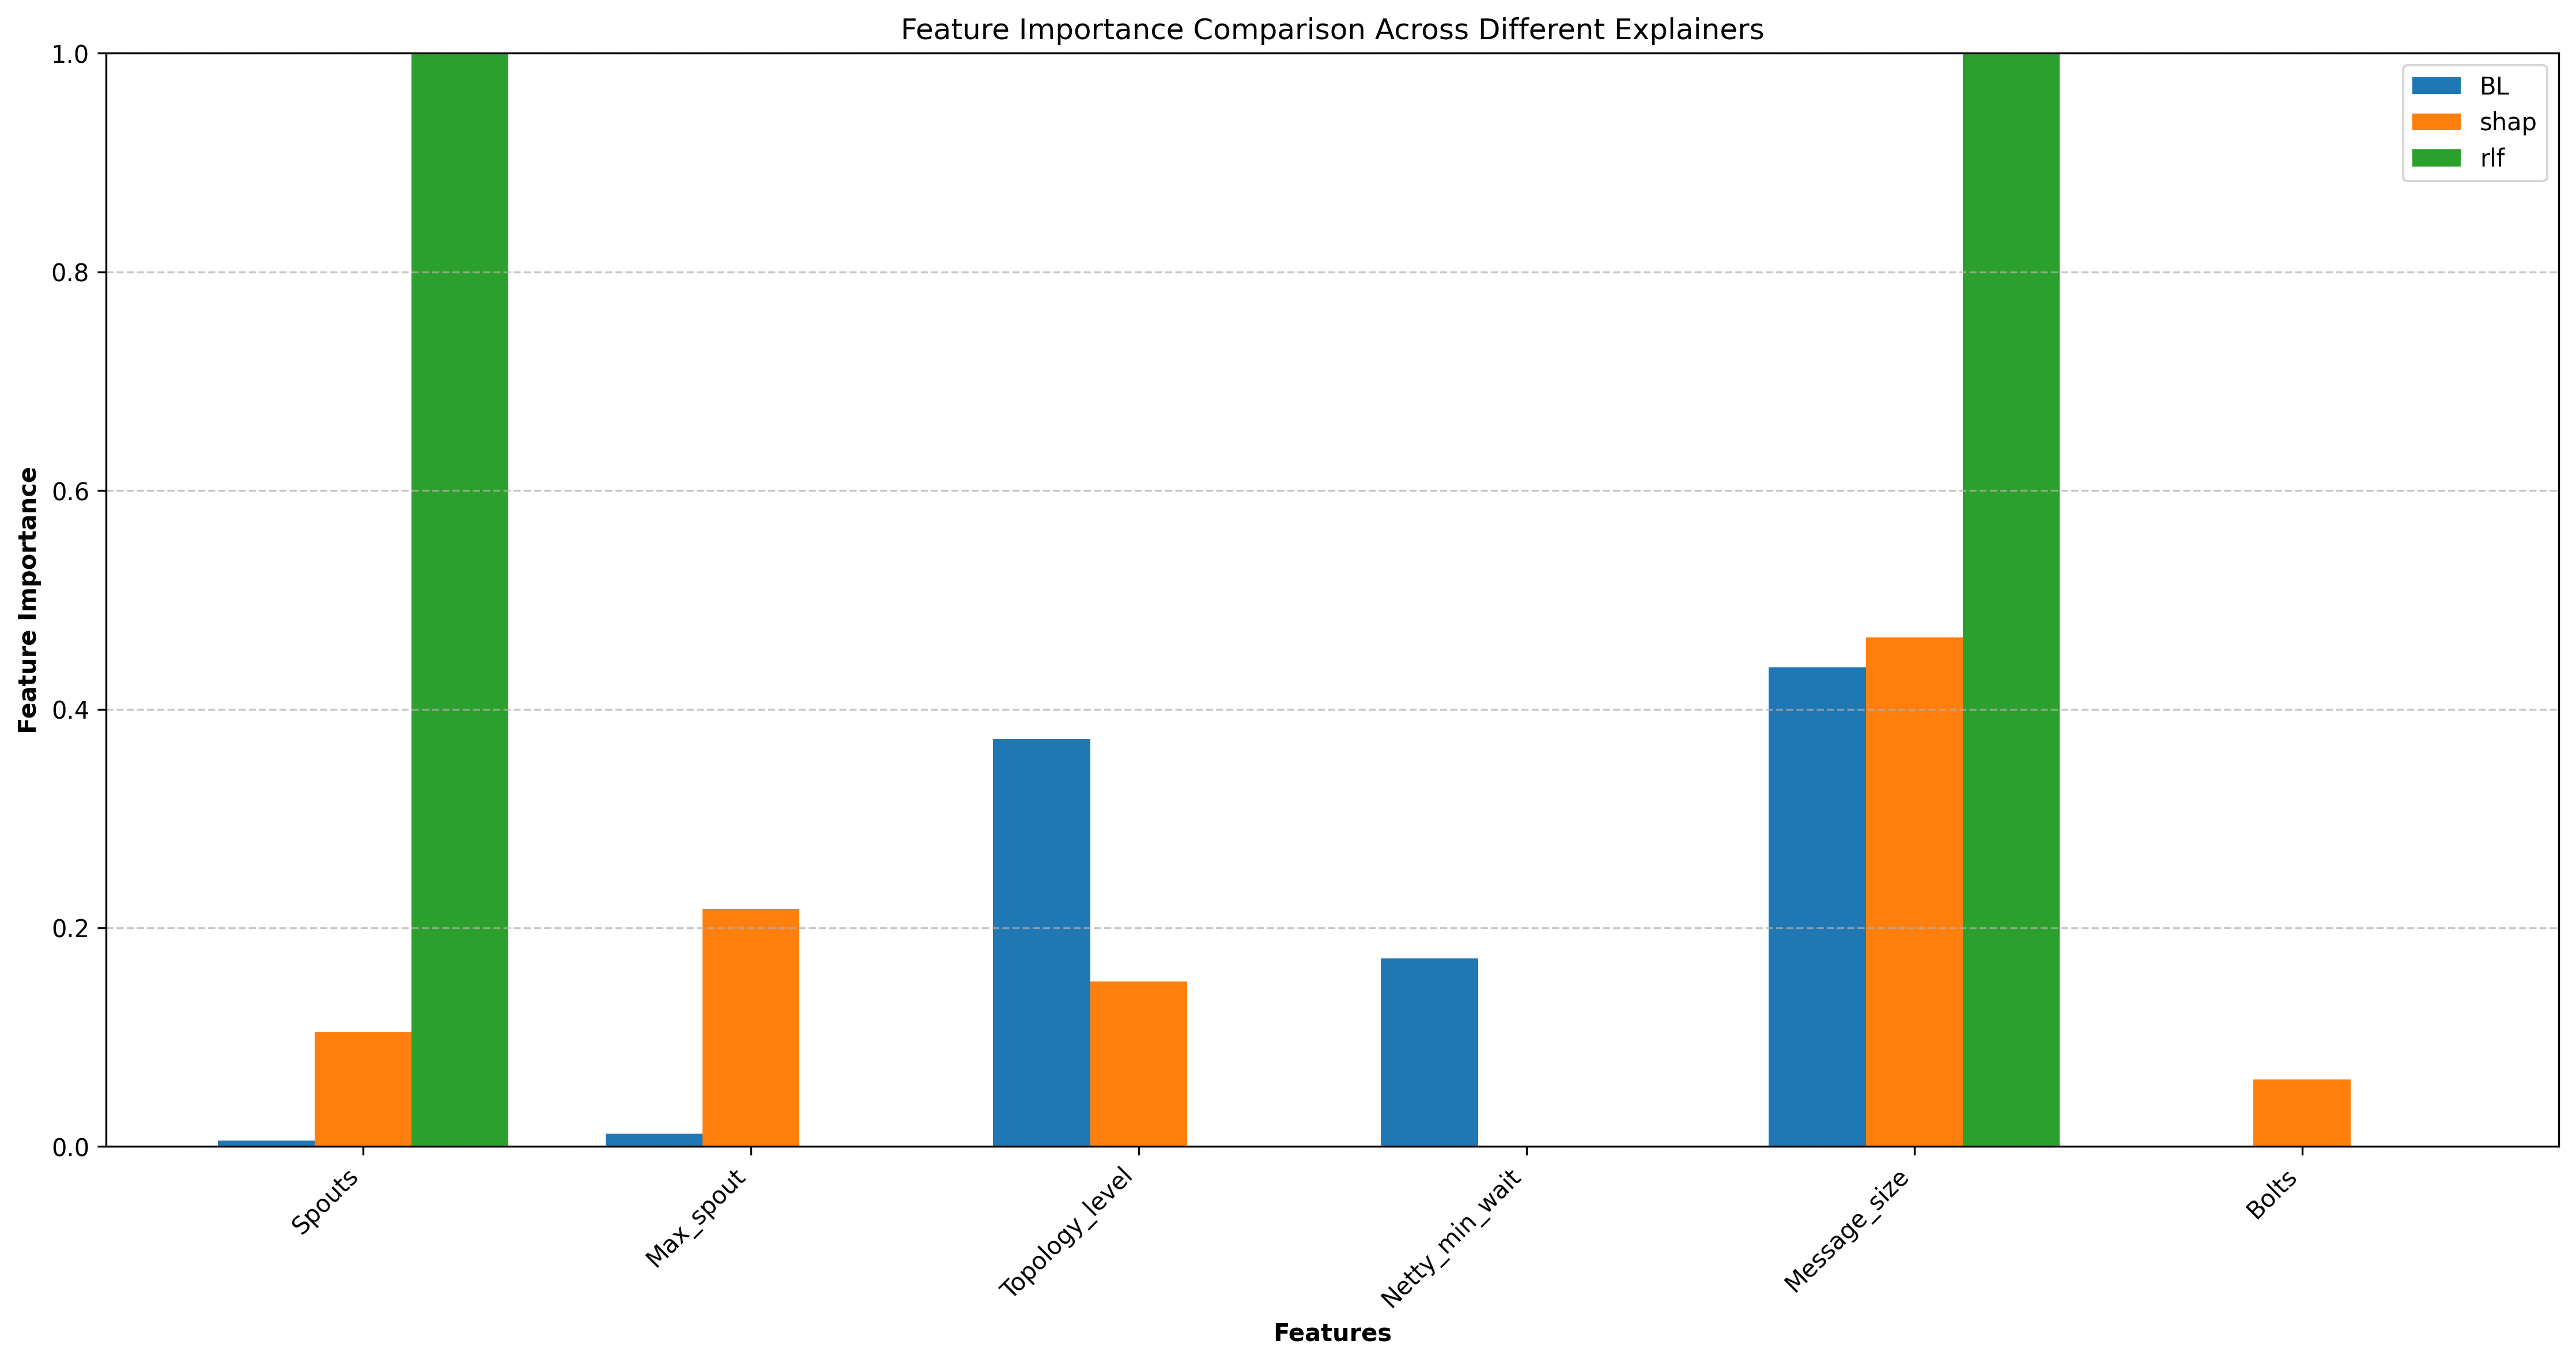 Feature Importance Comparison Across Different Explainers
1.0
0.8
0.6
0.4
0.2
0.0
Feature Importance
BL
shap
rlf
Spouts
Max_spout
Topology_level
Netty_min_wait
Message_size
Bolts
Features